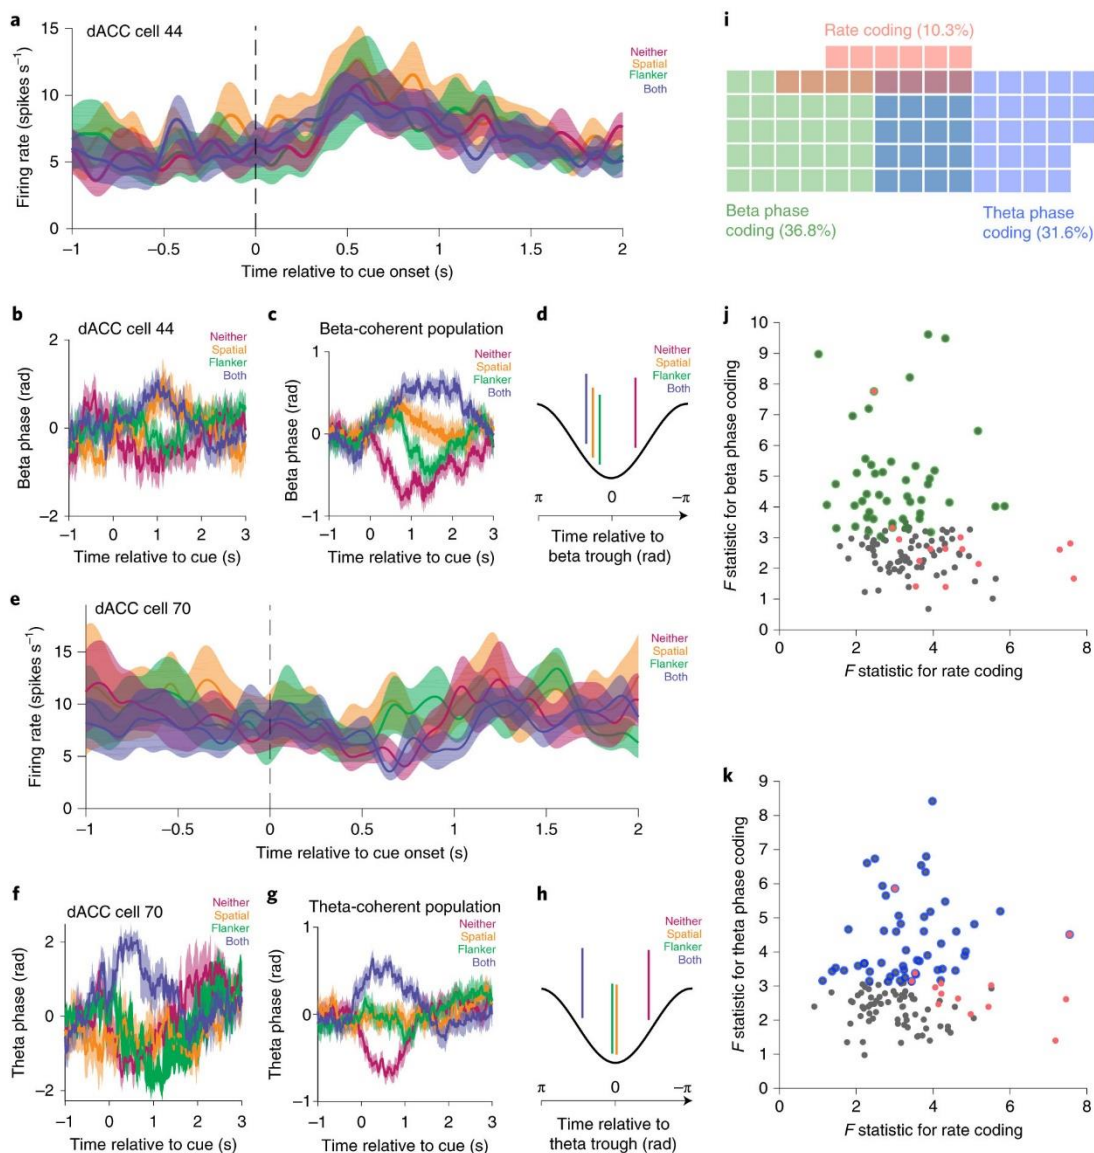 a
dACC cell 44
Neither
Spatial
Flanker
Both
Firing rate (spikes s⁻¹)
15
10
5
0
−1
−0.5
0
0.5
1
1.5
2
Time relative to cue onset (s)
i
Rate coding (10.3%)
Beta phase
coding (36.8%)
Theta phase
coding (31.6%)
b
dACC cell 44
Neither
Spatial
Flanker
Both
Beta phase (rad)
2
0
−2
−1
0
1
2
3
Time relative to cue (s)
c
Beta-coherent population
Neither
Spatial
Flanker
Both
Beta phase (rad)
1
0
−1
−1
0
1
2
3
Time relative to cue (s)
d
Neither
Spatial
Flanker
Both
π
0
−π
Time relative to
beta trough (rad)
j
F statistic for beta phase coding
10
9
8
7
6
5
4
3
2
1
0
0
2
4
6
8
F statistic for rate coding
e
dACC cell 70
Neither
Spatial
Flanker
Both
Firing rate (spikes s⁻¹)
15
10
5
0
−1
−0.5
0
0.5
1
1.5
2
Time relative to cue onset (s)
f
dACC cell 70
Neither
Spatial
Flanker
Both
Theta phase (rad)
2
0
−2
−1
0
1
2
3
Time relative to cue (s)
g
Theta-coherent population
Neither
Spatial
Flanker
Both
Theta phase (rad)
1
0
−1
−1
0
1
2
3
Time relative to cue (s)
h
Neither
Spatial
Flanker
Both
π
0
−π
Time relative to
theta trough (rad)
k
F statistic for theta phase coding
9
8
7
6
5
4
3
2
1
0
0
2
4
6
8
F statistic for rate coding